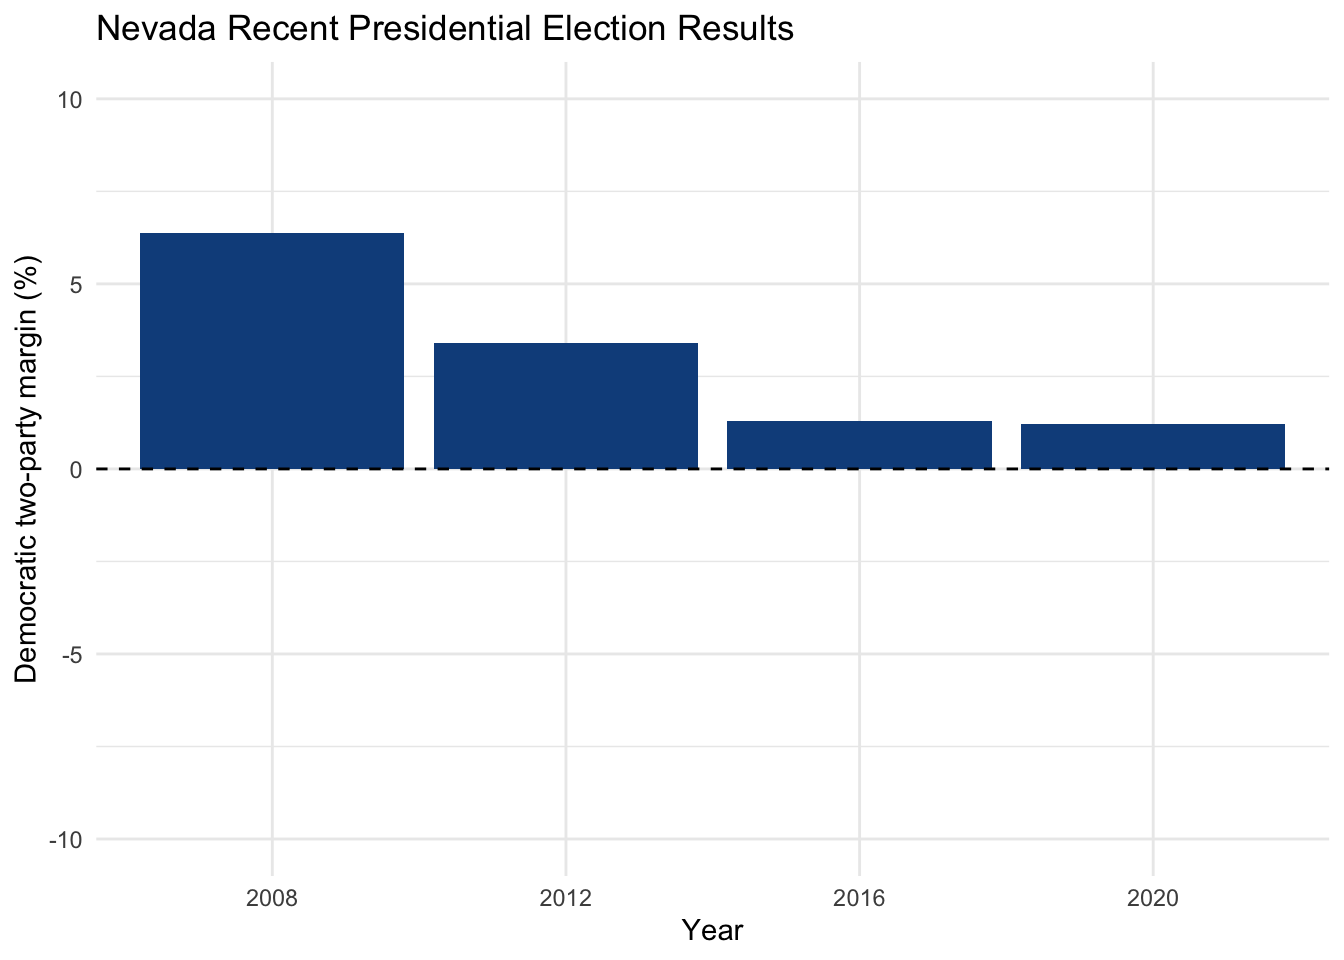 Nevada Recent Presidential Election Results
Democratic two-party margin (%)
10
5
0
-5
-10
2008 2012 2016 2020
Year